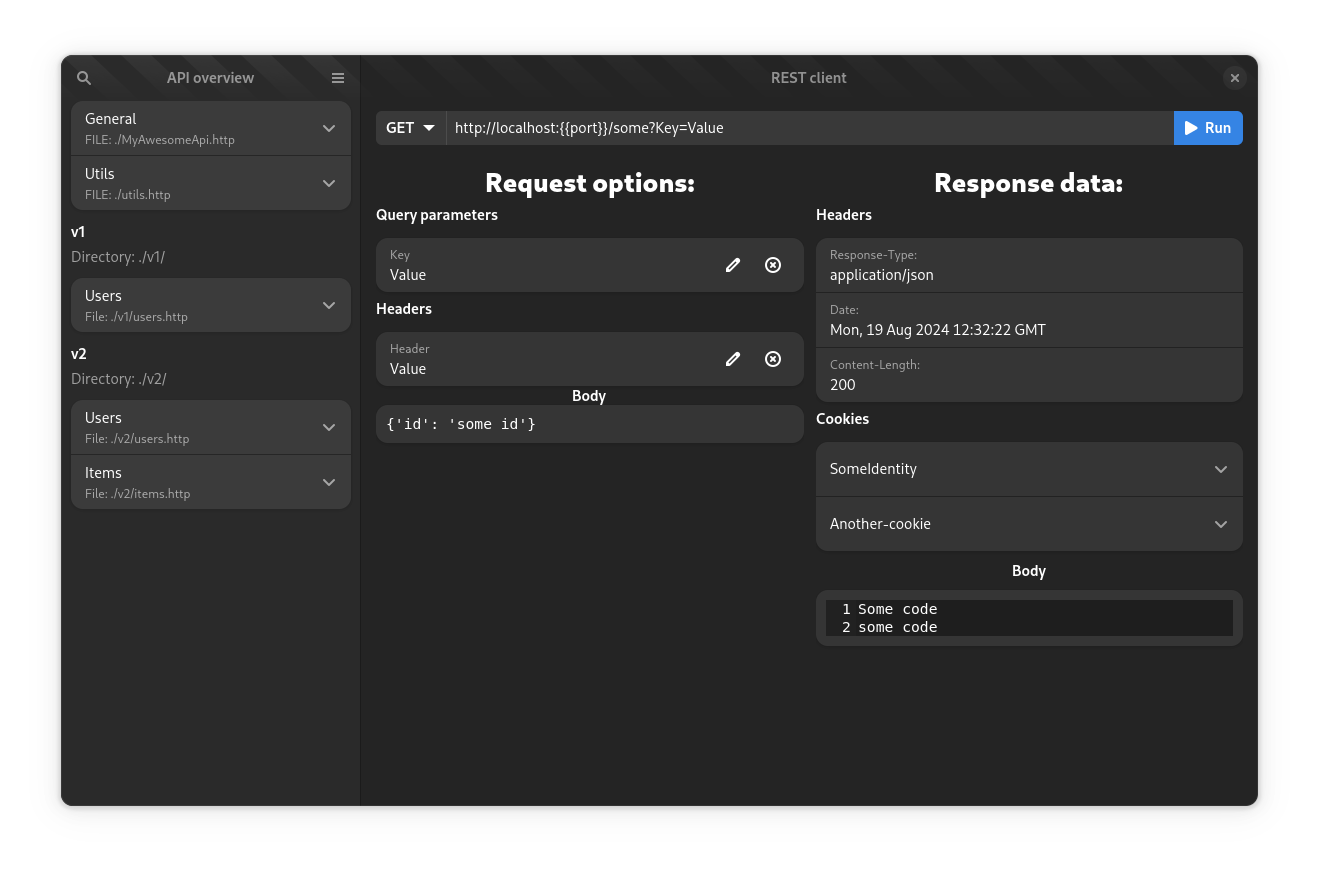 API overview
General
FILE: ./MyAwesomeApi.http
Utils
FILE: ./utils.http
v1
Directory: ./v1/
Users
File: ./v1/users.http
v2
Directory: ./v2/
Users
File: ./v2/users.http
Items
File: ./v2/items.http
REST client
GET
http://localhost:{{port}}/some?Key=Value
Run
Request options:
Query parameters
Key
Value
Headers
Header
Value
Body
{'id': 'some id'}
Response data:
Headers
Response-Type:
application/json
Date:
Mon, 19 Aug 2024 12:32:22 GMT
Content-Length:
200
Cookies
SomeIdentity
Another-cookie
Body
1 Some code
2 some code